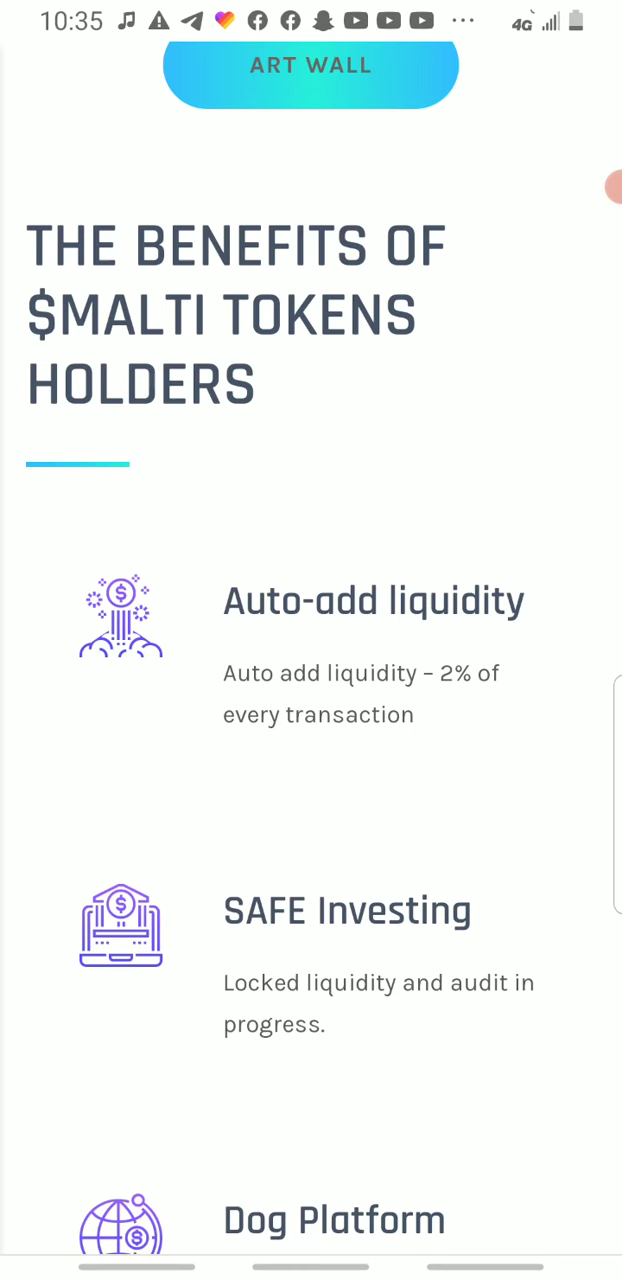 10:35
4G
ART WALL
THE BENEFITS OF
$MALTI TOKENS
HOLDERS
Auto-add liquidity
Auto add liquidity – 2% of
every transaction
SAFE Investing
Locked liquidity and audit in
progress.
Dog Platform